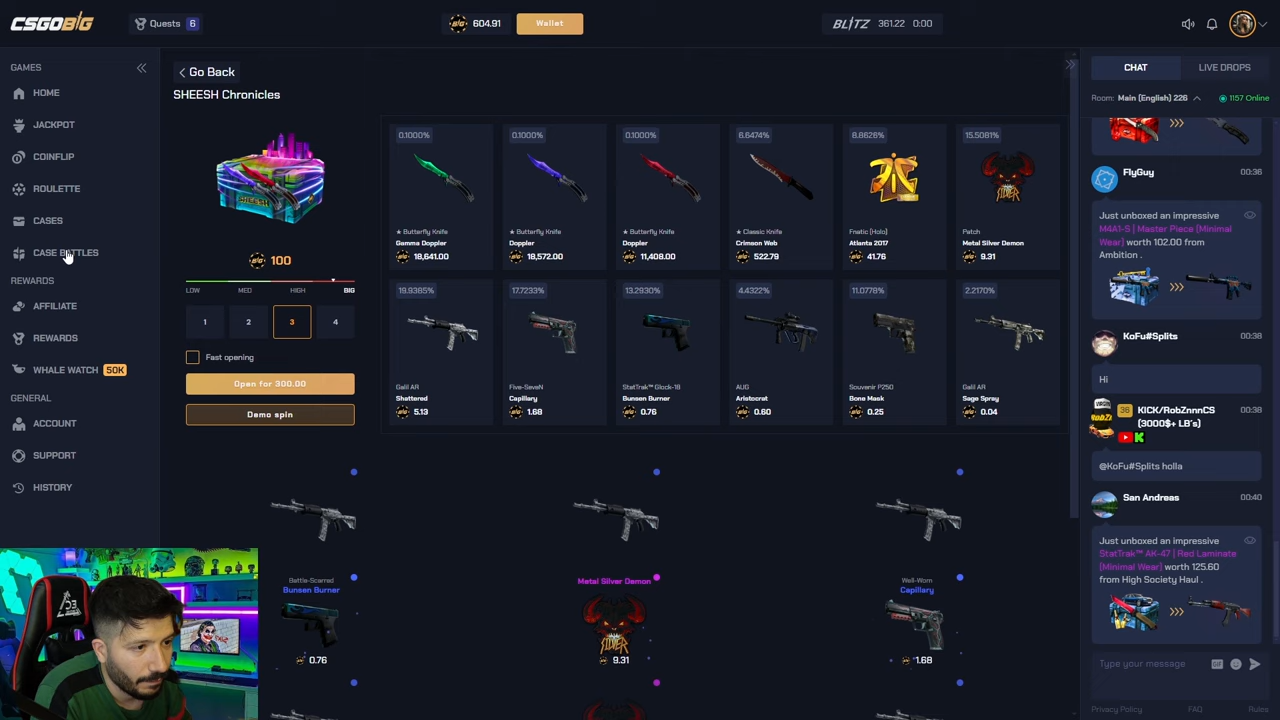 CSGOBIG
Quests 6
604.91
Wallet
BLITZ 361.22 0:00
GAMES
HOME
JACKPOT
COINFLIP
ROULETTE
CASES
CASE BATTLES
REWARDS
AFFILIATE
REWARDS
WHALE WATCH 50K
GENERAL
ACCOUNT
SUPPORT
HISTORY
Go Back
SHEESH Chronicles
100
LOW MED HIGH BIG
1 2 3 4
Fast opening
Open for 300.00
Demo spin
0.1000%
★ Butterfly Knife
Gamma Doppler
18,641.00
0.1000%
★ Butterfly Knife
Doppler
18,572.00
0.1000%
★ Butterfly Knife
Doppler
11,408.00
6.6474%
★ Classic Knife
Crimson Web
522.79
8.8626%
Fnatic (Holo)
Atlanta 2017
41.76
15.5081%
Patch
Metal Silver Demon
9.31
19.9385%
Galil AR
Shattered
5.13
17.7233%
Five-SeveN
Capillary
1.68
13.2930%
StatTrak™ Glock-18
Bunsen Burner
0.76
4.4322%
AUG
Aristocrat
0.60
11.0778%
Souvenir P250
Bone Mask
0.25
2.2170%
Galil AR
Sage Spray
0.04
Battle-Scarred
Bunsen Burner
0.76
Metal Silver Demon
9.31
Well-Worn
Capillary
1.68
CHAT LIVE DROPS
Room: Main (English) 226 1157 Online
FlyGuy 00:36
Just unboxed an impressive
M4A1-S | Master Piece (Minimal
Wear) worth 102.00 from
Ambition .
KoFu#Splits 00:38
Hi
36 KICK/RobZnnnCS 00:38
(3000$+ LB's)
@KoFu#Splits holla
San Andreas 00:40
Just unboxed an impressive
StatTrak™ AK-47 | Red Laminate
(Minimal Wear) worth 125.60
from High Society Haul .
Type your message
GIF
Privacy Policy FAQ Rules